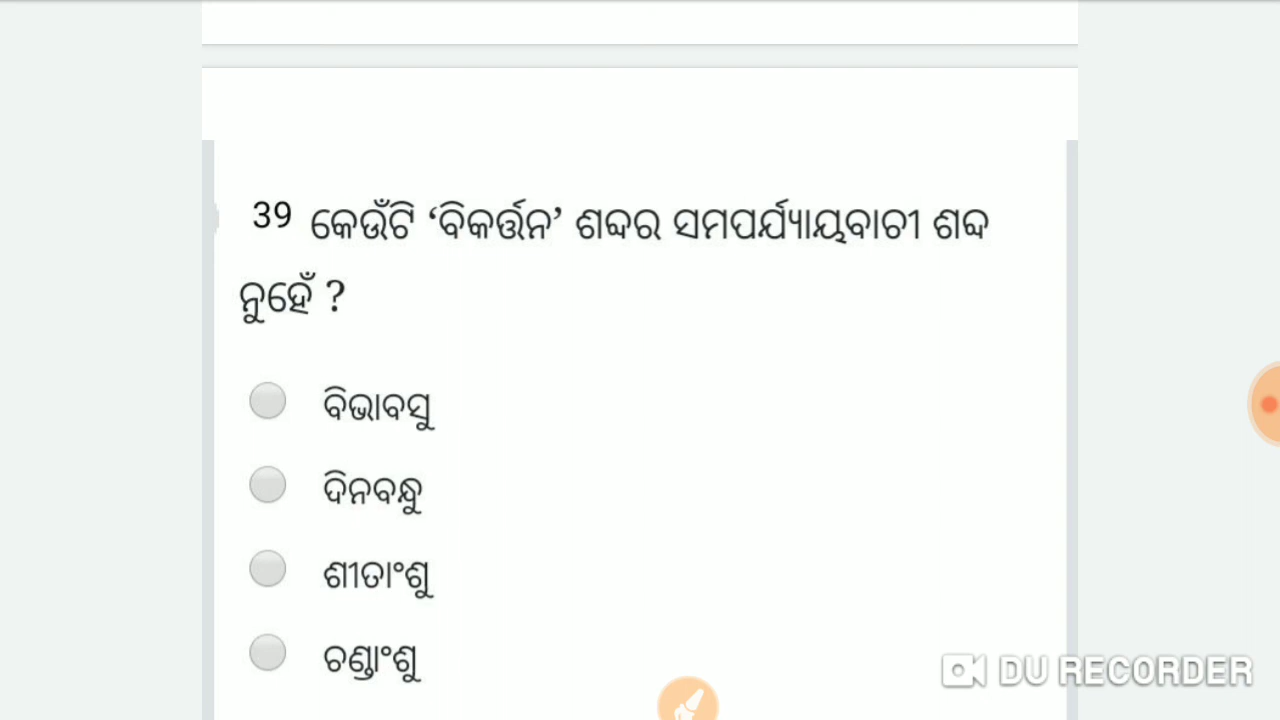 39 କେଉଁଟି ‘ବିକର୍ତ୍ତନ’ ଶବ୍ଦର ସମପର୍ଯ୍ୟାୟବାଚୀ ଶବ୍ଦ
ନୁହେଁ ?
ବିଭାବସୁ
ଦିନବନ୍ଧୁ
ଶୀତାଂଶୁ
ଚଣ୍ଡାଂଶୁ
DU RECORDER